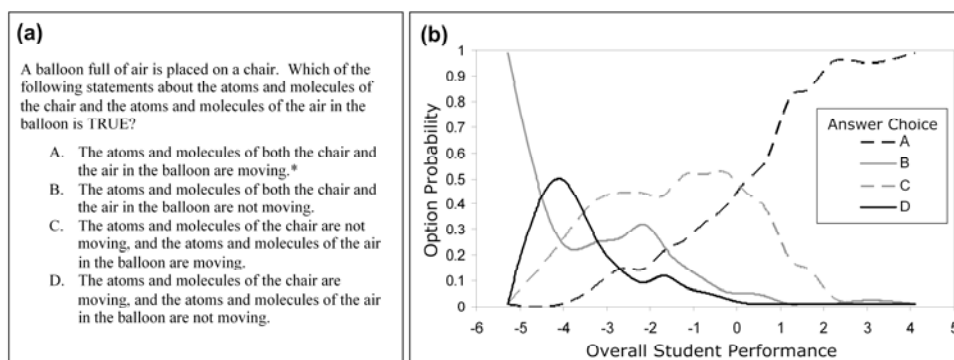 (a)
A balloon full of air is placed on a chair. Which of the
following statements about the atoms and molecules of
the chair and the atoms and molecules of the air in the
balloon is TRUE?
A. The atoms and molecules of both the chair and
the air in the balloon are moving.*
B. The atoms and molecules of both the chair and
the air in the balloon are not moving.
C. The atoms and molecules of the chair are not
moving, and the atoms and molecules of the air
in the balloon are moving.
D. The atoms and molecules of the chair are
moving, and the atoms and molecules of the air
in the balloon are not moving.
(b)
Option Probability
1
0.9
0.8
0.7
0.6
0.5
0.4
0.3
0.2
0.1
0
-6 -5 -4 -3 -2 -1 0 1 2 3 4 5
Overall Student Performance
Answer Choice
A
B
C
D